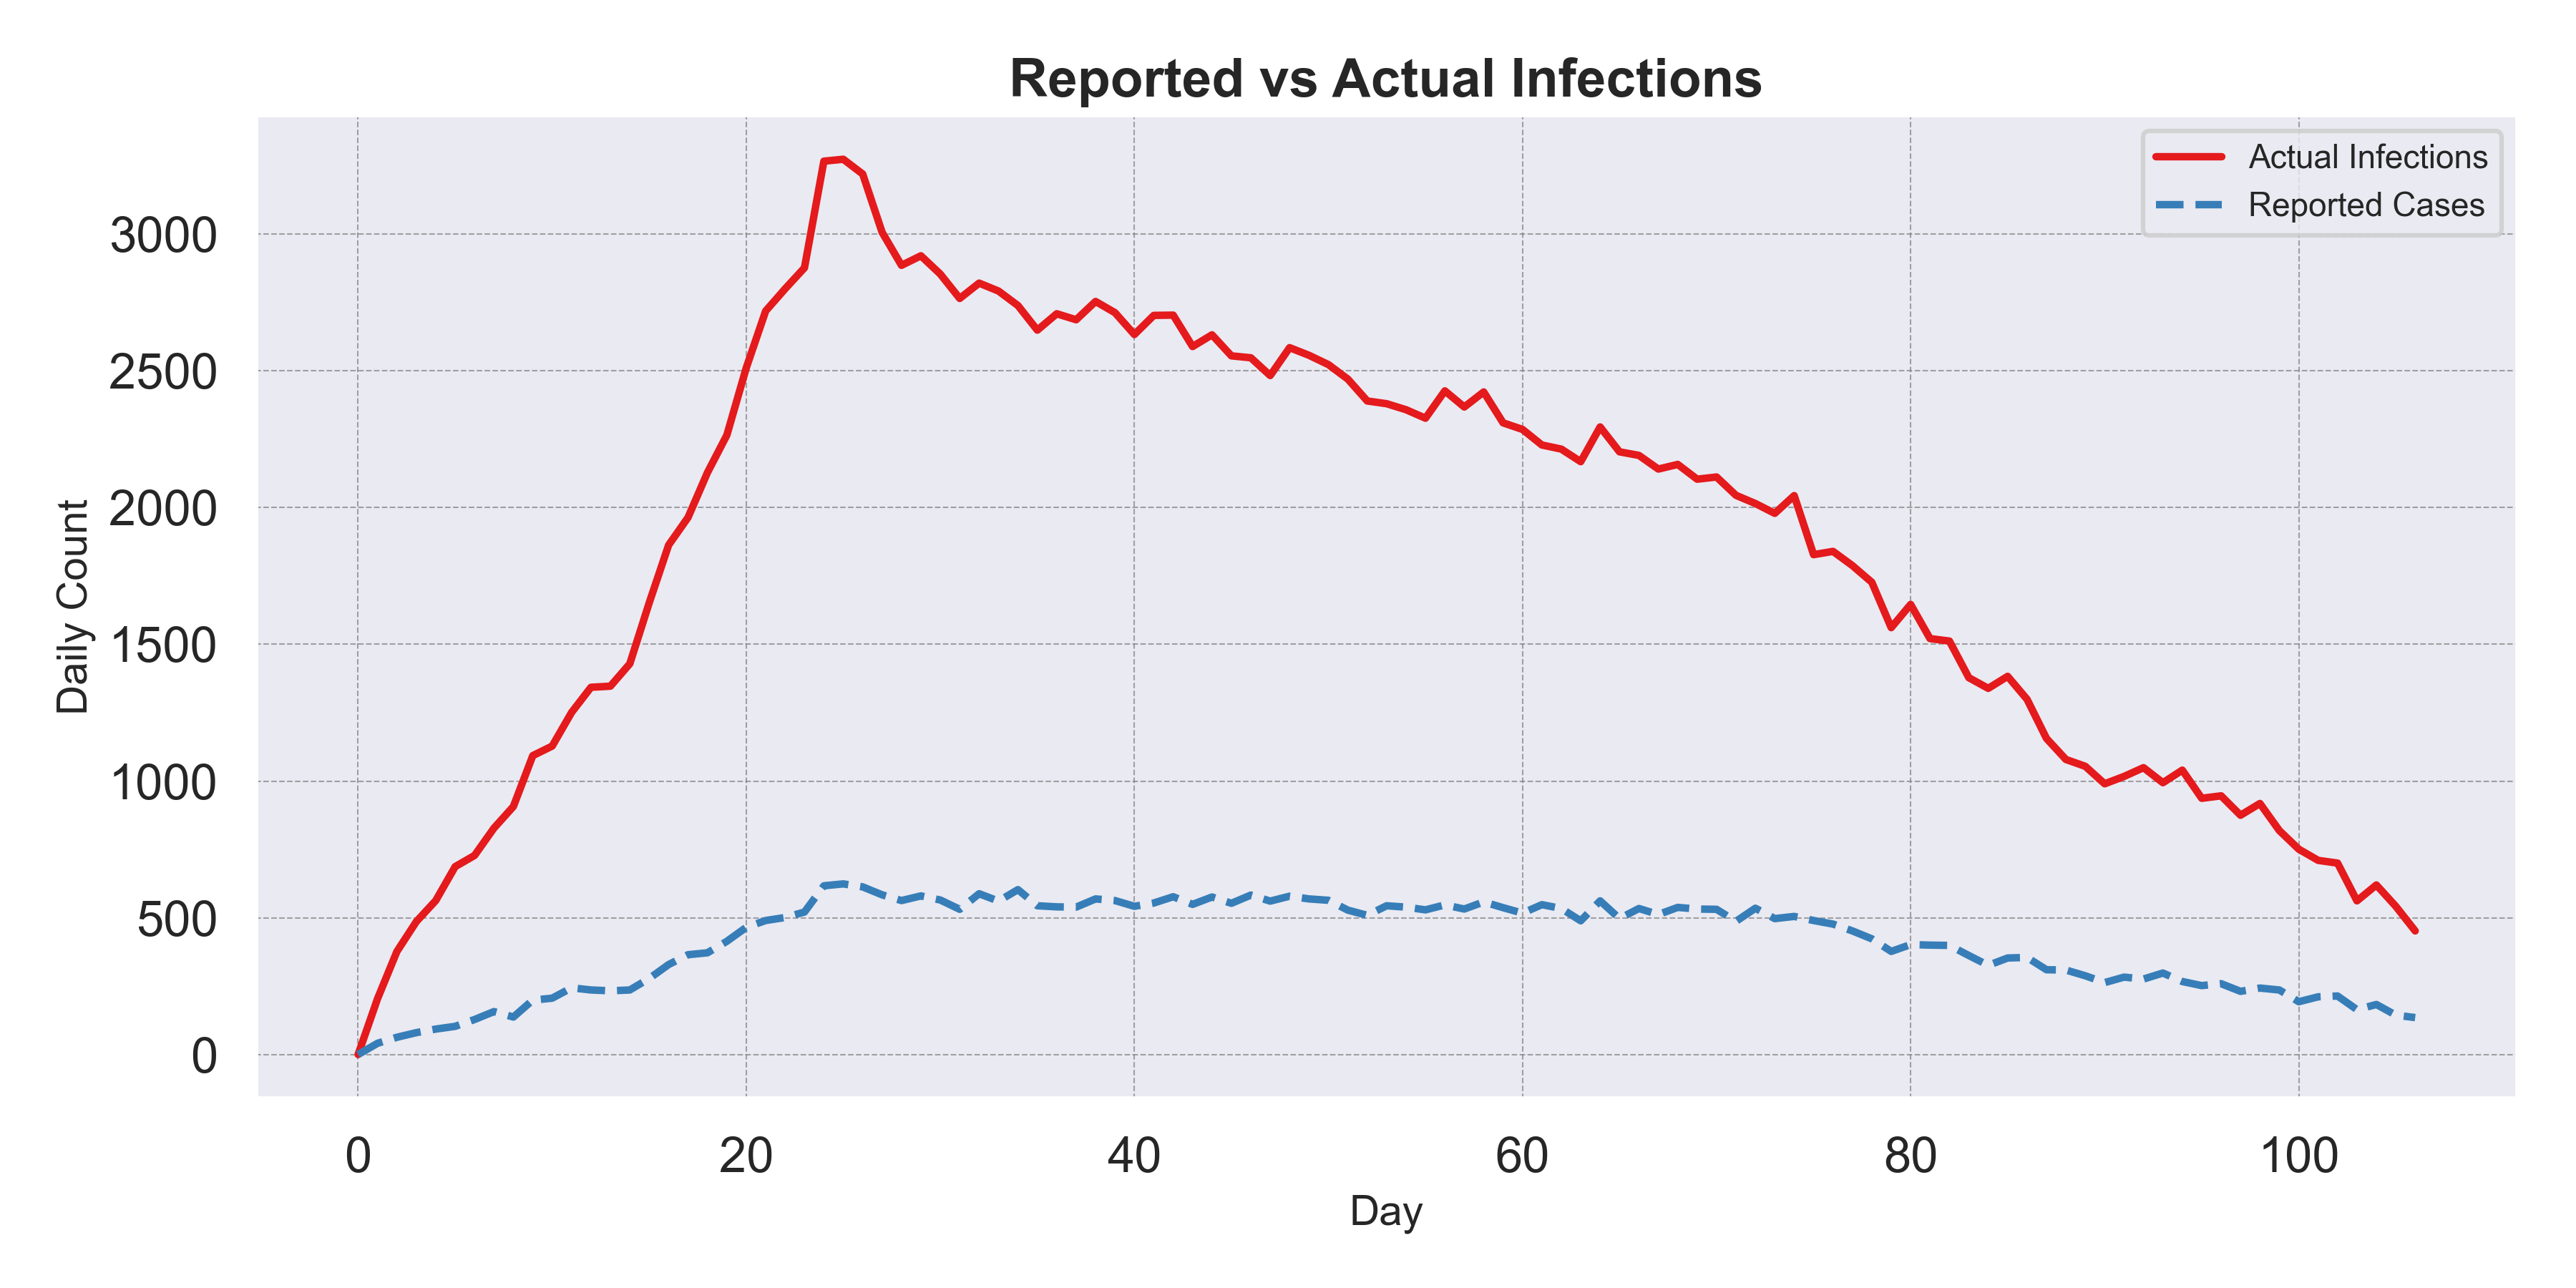 Reported vs Actual Infections
Actual Infections
Reported Cases
Daily Count
3000
2500
2000
1500
1000
500
0
0 20 40 60 80 100
Day